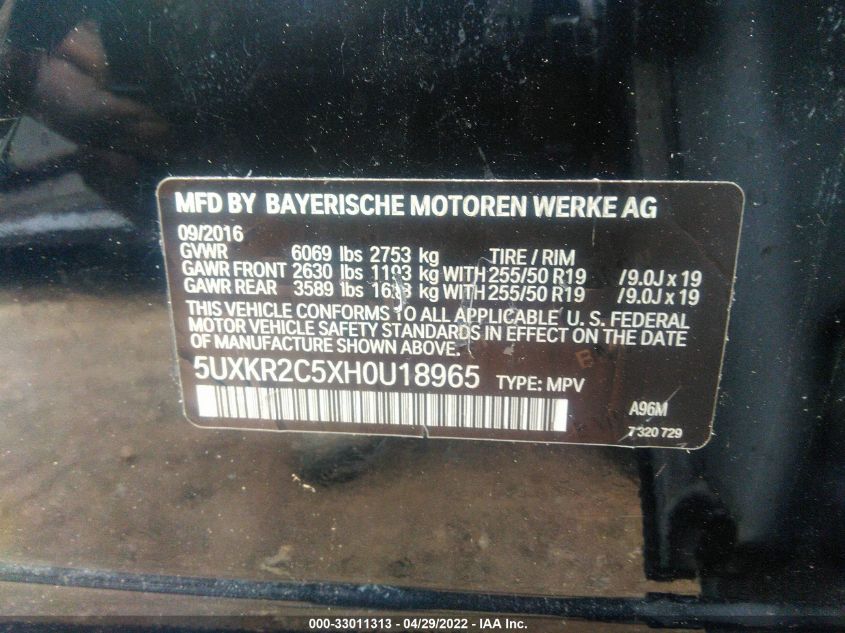 MFD BY BAYERISCHE MOTOREN WERKE AG
09/2016
GVWR 6069 lbs 2753 kg TIRE / RIM
GAWR FRONT 2630 lbs 1193 kg WITH 255/50 R19 /9.0J x 19
GAWR REAR 3589 lbs kg WITH 255/50 R19 /9.0J x 19
THIS VEHICLE CONFORMS TO ALL APPLICABLE U. S. FEDERAL
MOTOR VEHICLE SAFETY STANDARDS IN EFFECT ON THE DATE
OF MANUFACTURE SHOWN ABOVE.
5UXKR2C5XH0U18965 TYPE: MPV
A96M
7 320 729
000-33011313 - 04/29/2022 - IAA Inc.